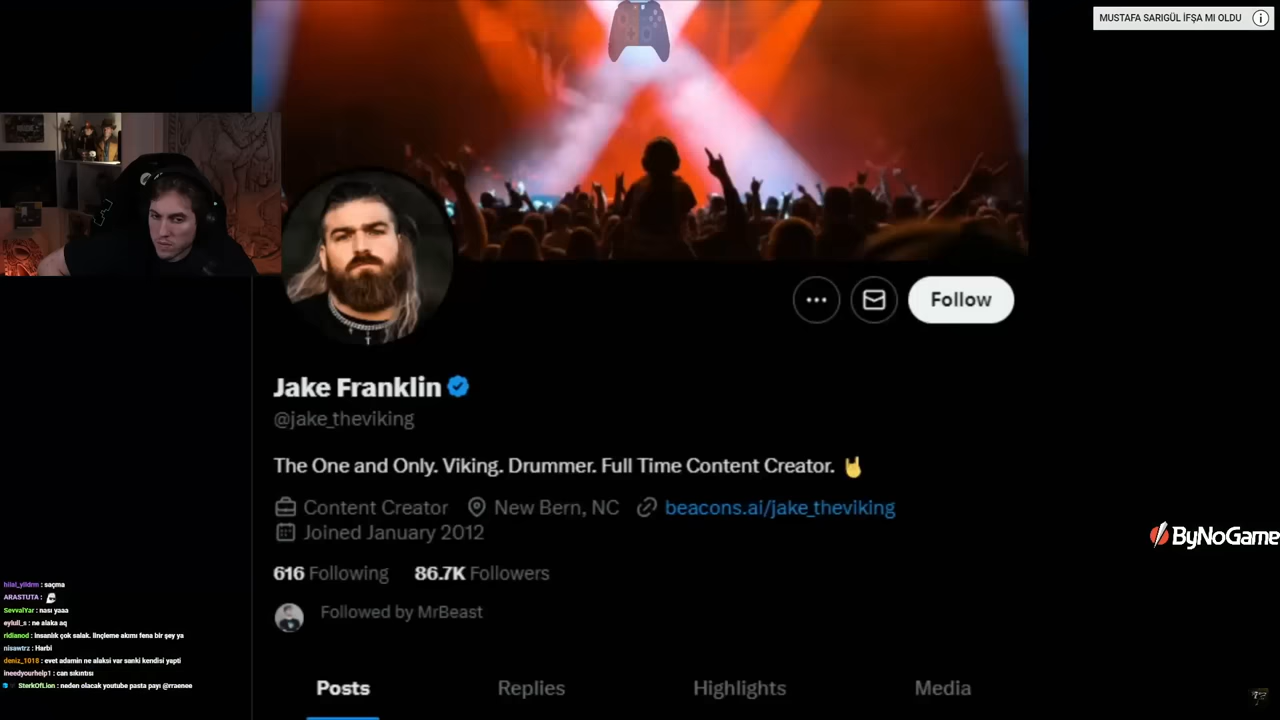 MUSTAFA SARIGÜL İFŞA MI OLDU
Follow
Jake Franklin
@jake_theviking
The One and Only. Viking. Drummer. Full Time Content Creator.
Content Creator New Bern, NC beacons.ai/jake_theviking
Joined January 2012
616 Following 86.7K Followers
Followed by MrBeast
Posts Replies Highlights Media
ByNoGame
hilal_yildrm : saçma
ARASTUTA :
SevvalYar : nasıl yaaa
eylull_s : ne alaka aq
ridianod : insanlık çok salak. linçleme akımı fena bir şey ya
nisawtrz : Harbi
deniz_1018 : evet adamin ne alaksi var sanki kendisi yapti
ineedyourhelp1 : can sıkıntısı
SterkOfLion : neden olacak youtube pasta payı @rraenee